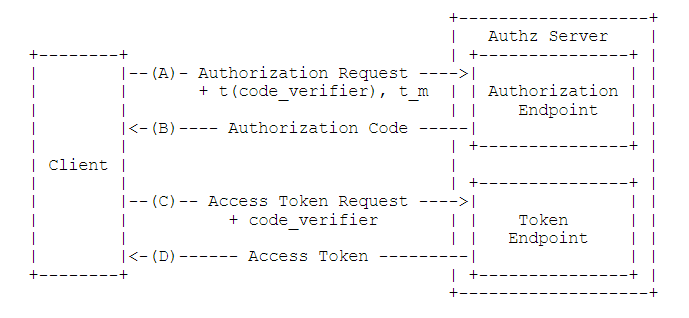 Authz Server
(A)- Authorization Request
+ t(code_verifier), t_m
Authorization
Endpoint
(B)---- Authorization Code
Client
(C)-- Access Token Request
+ code_verifier
Token
Endpoint
(D)------ Access Token